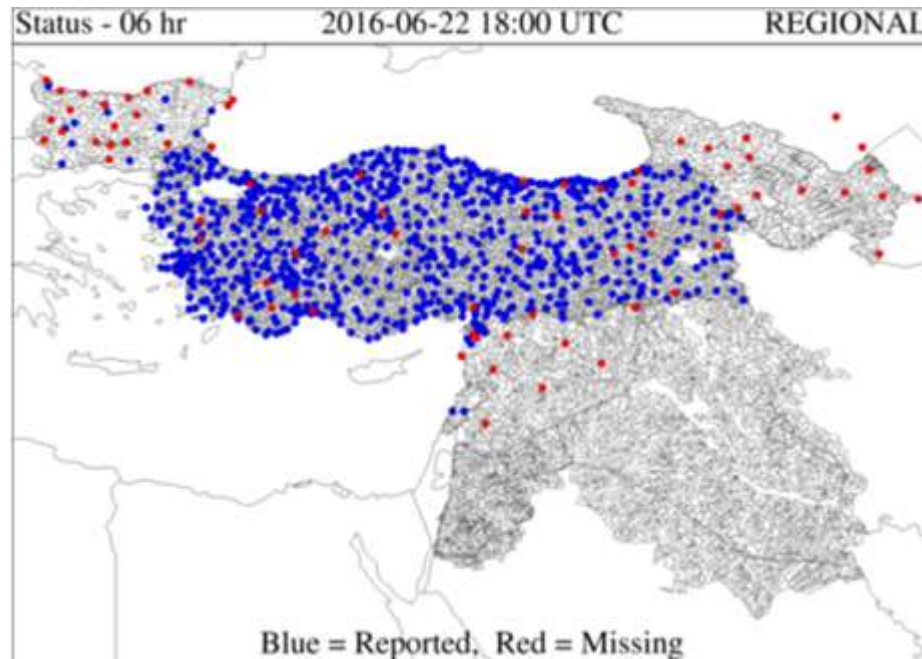 Status - 06 hr 2016-06-22 18:00 UTC REGIONAL
Blue = Reported, Red = Missing